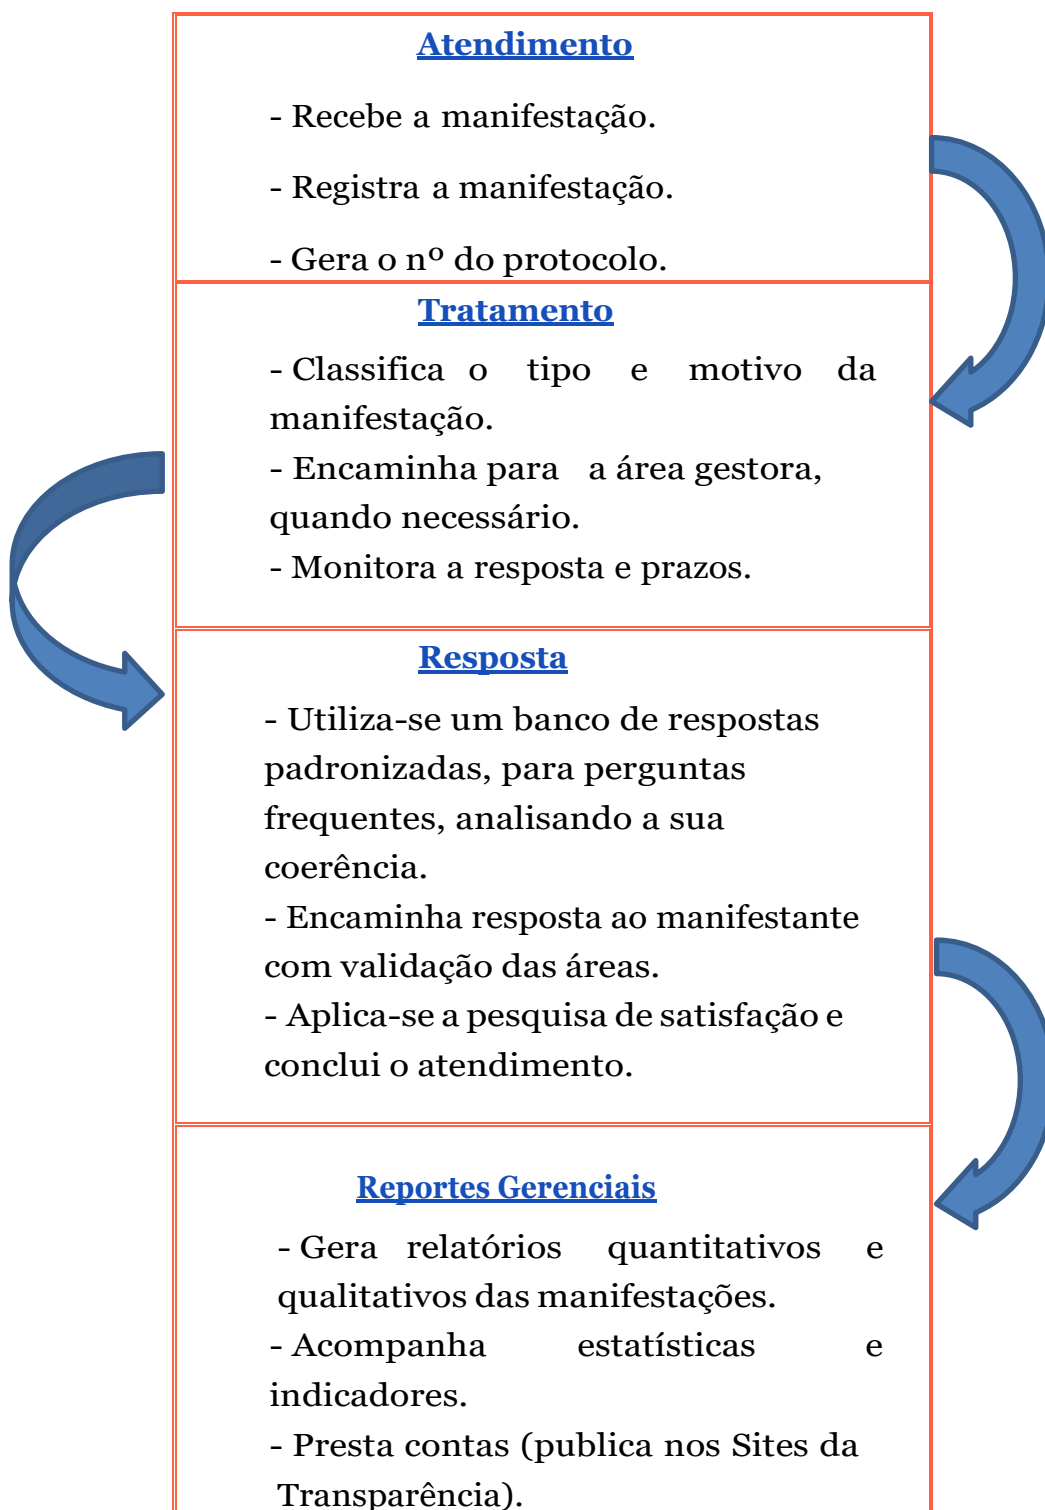 Atendimento
- Recebe a manifestação.
- Registra a manifestação.
- Gera o nº do protocolo.
Tratamento
- Classifica o tipo e motivo da
manifestação.
- Encaminha para a área gestora,
quando necessário.
- Monitora a resposta e prazos.
Resposta
- Utiliza-se um banco de respostas
padronizadas, para perguntas
frequentes, analisando a sua
coerência.
- Encaminha resposta ao manifestante
com validação das áreas.
- Aplica-se a pesquisa de satisfação e
conclui o atendimento.
Reportes Gerenciais
- Gera relatórios quantitativos e
qualitativos das manifestações.
- Acompanha estatísticas e
indicadores.
- Presta contas (publica nos Sites da
Transparência).